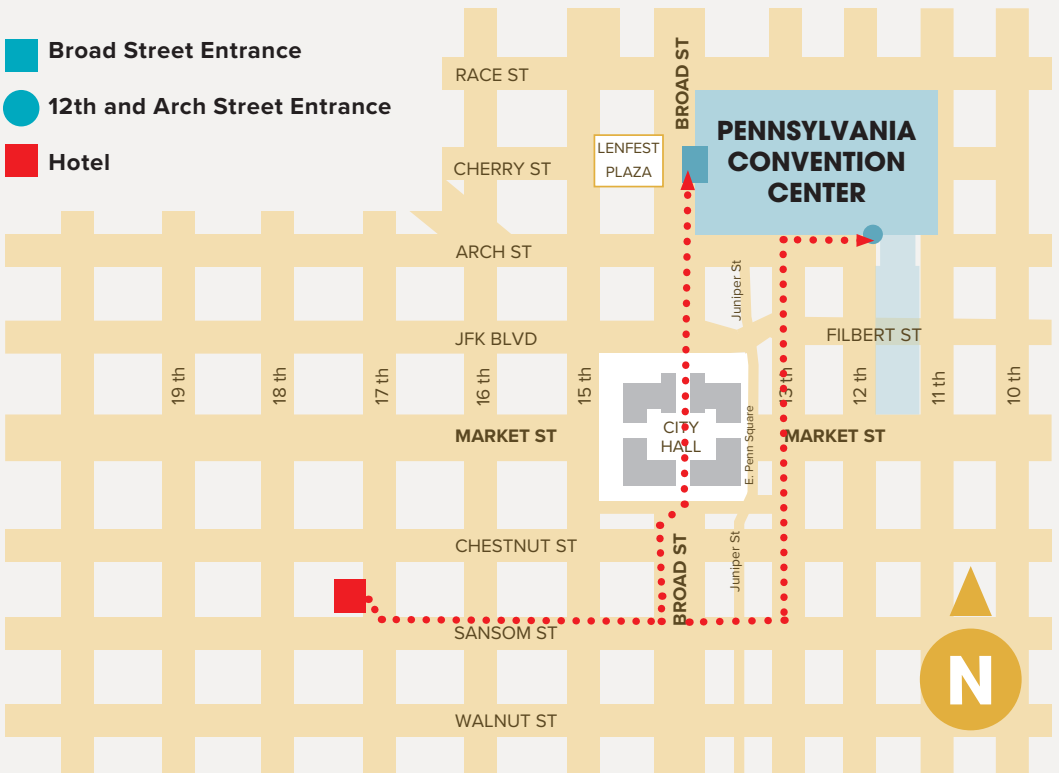 Broad Street Entrance
12th and Arch Street Entrance
Hotel
RACE ST
BROAD ST
PENNSYLVANIA
CONVENTION
CENTER
LENFEST
PLAZA
CHERRY ST
ARCH ST
Juniper St
JFK BLVD
FILBERT ST
19 th
18 th
17 th
16 th
15 th
13 th
12 th
11 th
10 th
MARKET ST
CITY
HALL
E. Penn Square
MARKET ST
CHESTNUT ST
BROAD ST
Juniper St
SANSOM ST
N
WALNUT ST